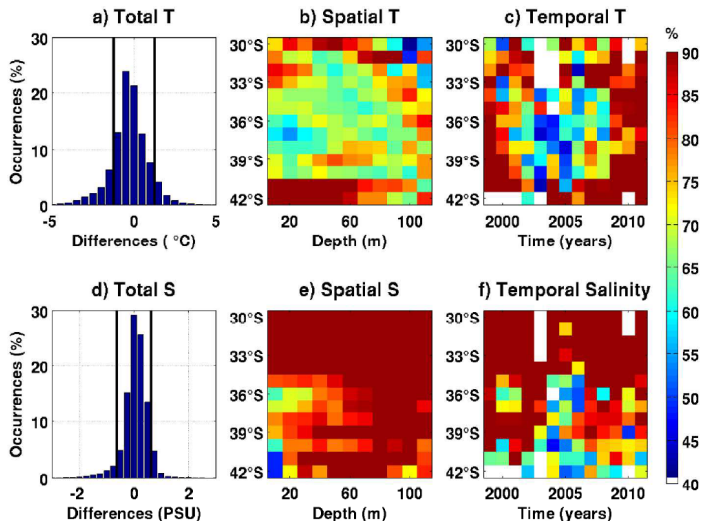 a) Total T
b) Spatial T
c) Temporal T
%
Occurrences (%)
30
20
10
0
-5
0
5
Differences ( °C)
30°S
33°S
36°S
39°S
42°S
20
60
100
Depth (m)
30°S
33°S
36°S
39°S
42°S
2000
2005
2010
Time (years)
90
85
80
75
70
65
60
55
50
45
40
d) Total S
e) Spatial S
f) Temporal Salinity
Occurrences (%)
30
20
10
0
-2
0
2
Differences (PSU)
30°S
33°S
36°S
39°S
42°S
20
60
100
Depth (m)
30°S
33°S
36°S
39°S
42°S
2000
2005
2010
Time (years)